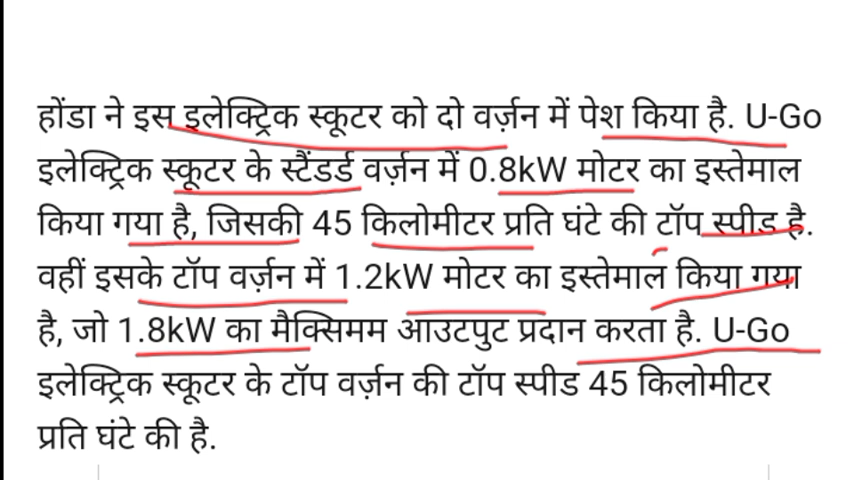 होंडा ने इस इलेक्ट्रिक स्कूटर को दो वर्ज़न में पेश किया है. U-Go
इलेक्ट्रिक स्कूटर के स्टैंडर्ड वर्ज़न में 0.8kW मोटर का इस्तेमाल
किया गया है, जिसकी 45 किलोमीटर प्रति घंटे की टॉप स्पीड है.
वहीं इसके टॉप वर्ज़न में 1.2kW मोटर का इस्तेमाल किया गया
है, जो 1.8kW का मैक्सिमम आउटपुट प्रदान करता है. U-Go
इलेक्ट्रिक स्कूटर के टॉप वर्ज़न की टॉप स्पीड 45 किलोमीटर
प्रति घंटे की है.